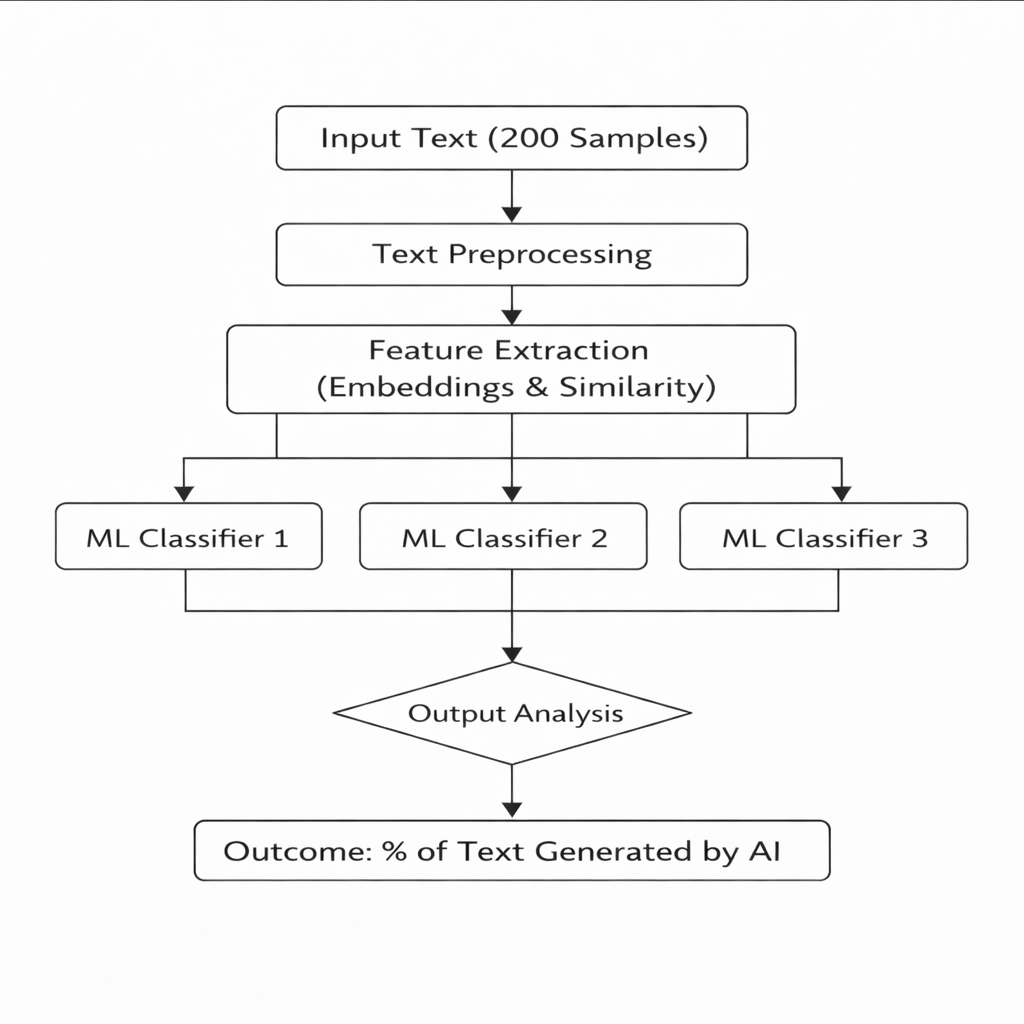 Input Text (200 Samples)
Text Preprocessing
Feature Extraction
(Embeddings & Similarity)
ML Classifier 1
ML Classifier 2
ML Classifier 3
Output Analysis
Outcome: % of Text Generated by AI